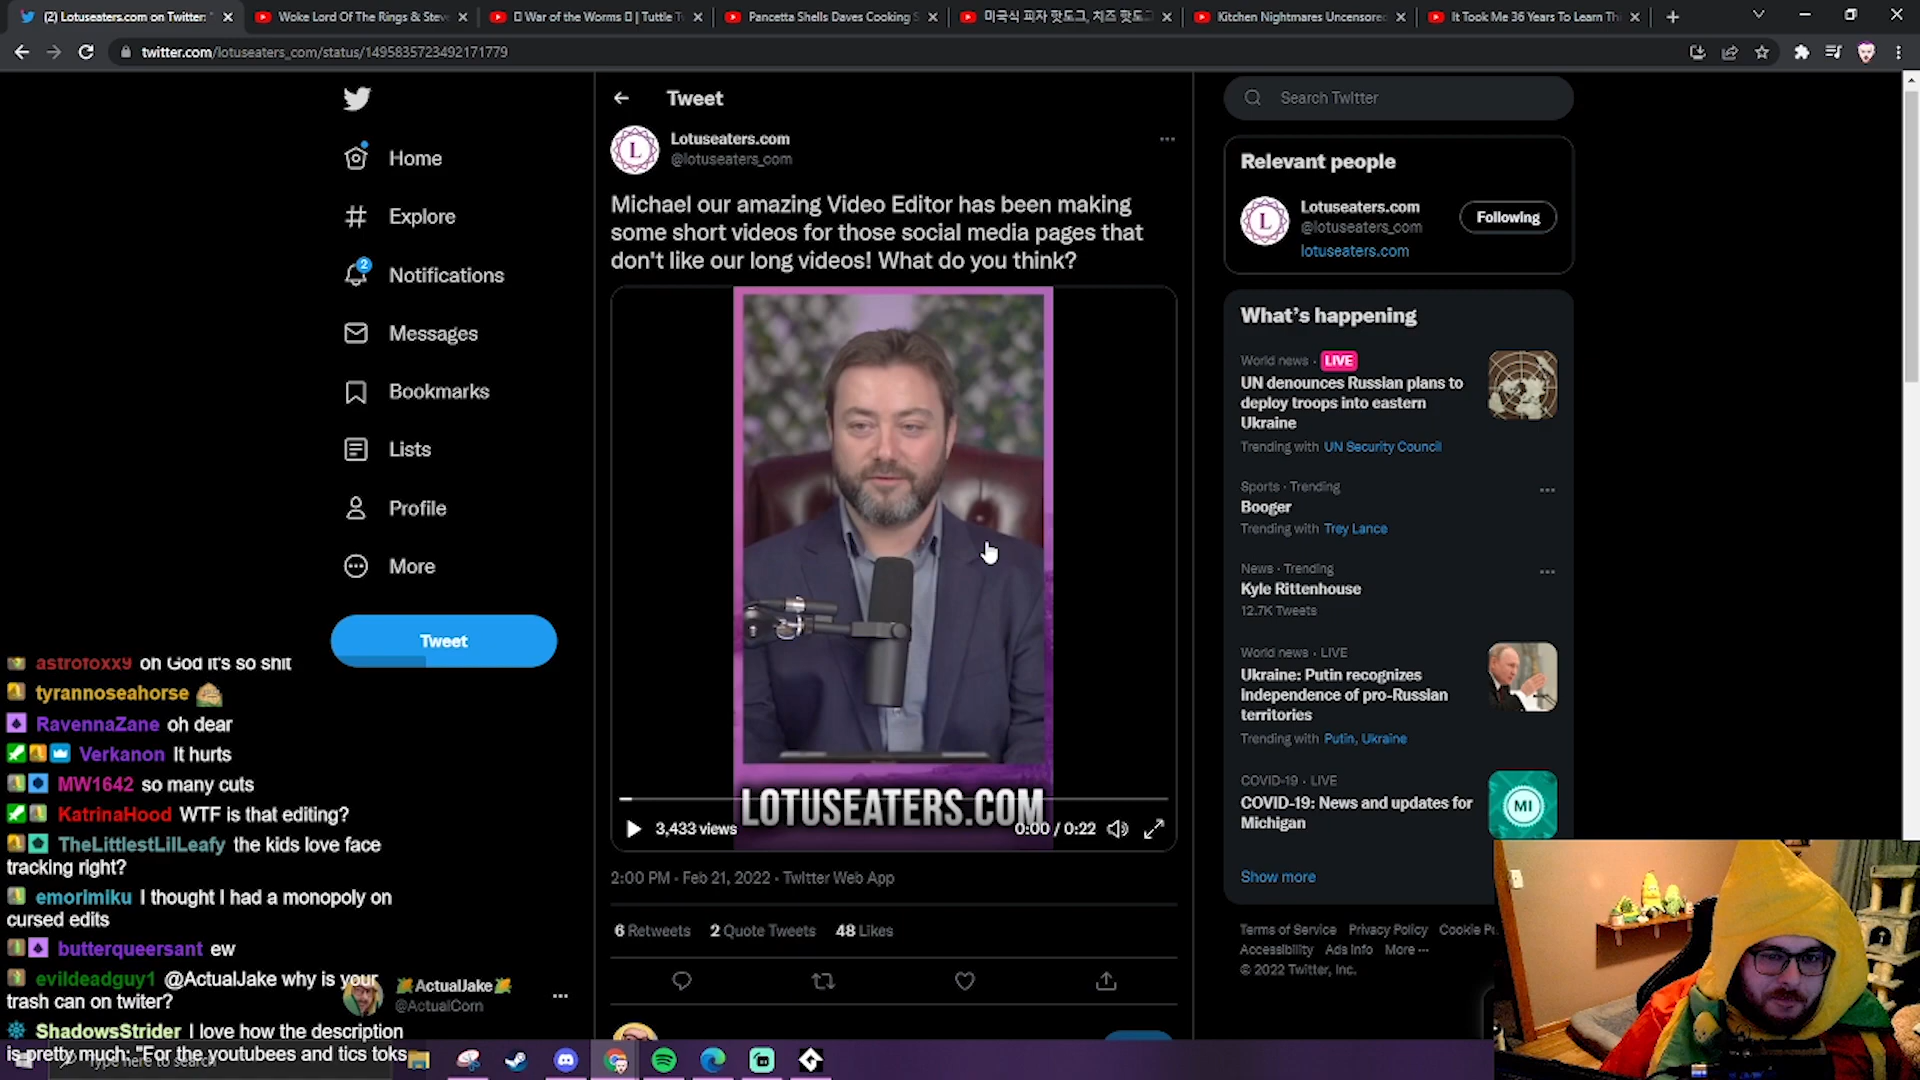 (2) Lotuseaters.com on Twitter: "
Woke Lord Of The Rings & Stev
War of the Worms
| Tuttle T
Pancetta Shells Daves Cooking S
미국식 피자 핫도그, 치즈 핫도그
Kitchen Nightmares Uncensored
It Took Me 36 Years To Learn Th
twitter.com/lotuseaters_com/status/1495835723492171779
Home
Explore
2
Notifications
Messages
Bookmarks
Lists
Profile
More
Tweet
Tweet
L
Lotuseaters.com
@lotuseaters_com
Michael our amazing Video Editor has been making
some short videos for those social media pages that
don't like our long videos! What do you think?
LOTUSEATERS.COM
3,433 views
0:00 / 0:22
2:00 PM · Feb 21, 2022 · Twitter Web App
6 Retweets 2 Quote Tweets 48 Likes
Search Twitter
Relevant people
L
Lotuseaters.com
@lotuseaters_com
lotuseaters.com
Following
What's happening
World news · LIVE
UN denounces Russian plans to
deploy troops into eastern
Ukraine
Trending with UN Security Council
Sports · Trending
Booger
Trending with Trey Lance
News · Trending
Kyle Rittenhouse
12.7K Tweets
World news · LIVE
Ukraine: Putin recognizes
independence of pro-Russian
territories
Trending with Putin, Ukraine
COVID-19 · LIVE
COVID-19: News and updates for
Michigan
MI
Show more
Terms of Service Privacy Policy Cookie Po
Accessibility Ads info More ···
© 2022 Twitter, Inc.
astrofoxx9 oh God it's so shit
tyrannoseahorse
RavennaZane oh dear
Verkanon It hurts
MW1642 so many cuts
KatrinaHood WTF is that editing?
TheLittlestLilLeafy the kids love face
tracking right?
emorimiku I thought I had a monopoly on
cursed edits
butterqueersant ew
evildeadguy1 @ActualJake why is your
trash can on twiter?
ShadowsStrider I love how the description
is pretty much: "For the youtubees and tics toks
ActualJake
@ActualCorn
Type here to search